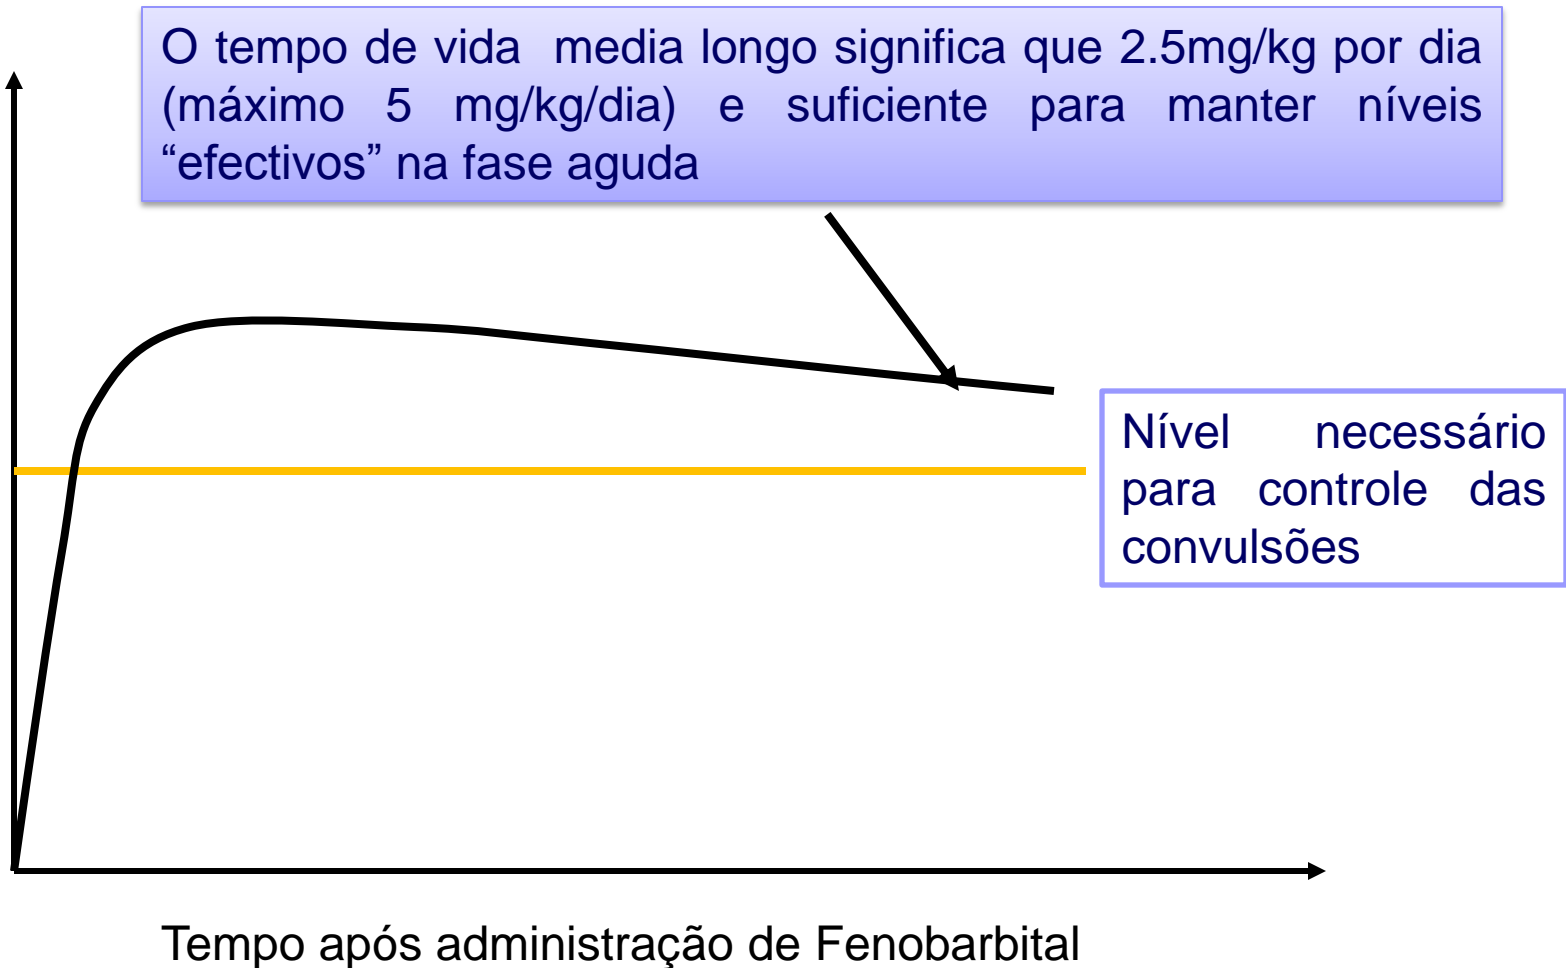 O tempo de vida media longo significa que 2.5mg/kg por dia
(máximo 5 mg/kg/dia) e suficiente para manter níveis
“efectivos” na fase aguda
Nível necessário
para controle das
convulsões
Tempo após administração de Fenobarbital